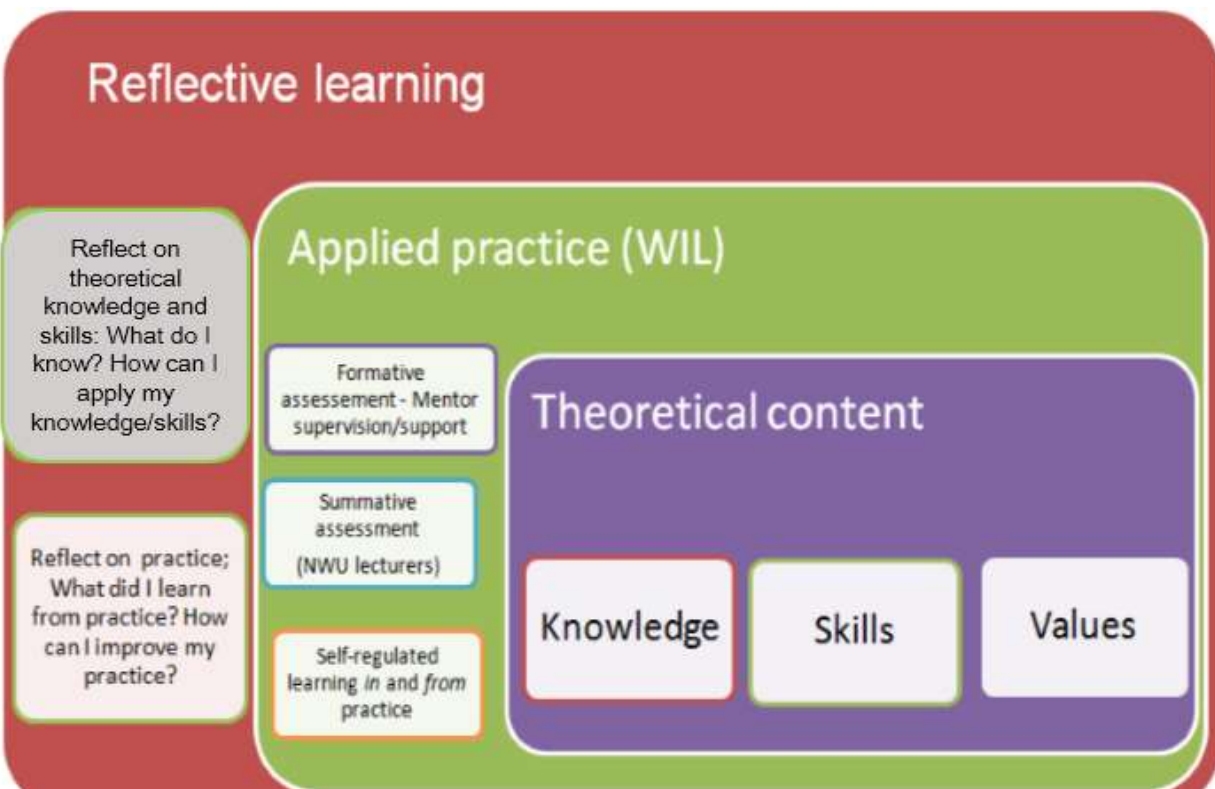 Reflective learning
Reflect on
theoretical
knowledge and
skills: What do I
know? How can I
apply my
knowledge/skills?
Reflect on practice;
What did I learn
from practice? How
can I improve my
practice?
Applied practice (WIL)
Formative
assessement - Mentor
supervision/support
Summative
assessment
(NWU lecturers)
Self-regulated
learning in and from
practice
Theoretical content
Knowledge
Skills
Values